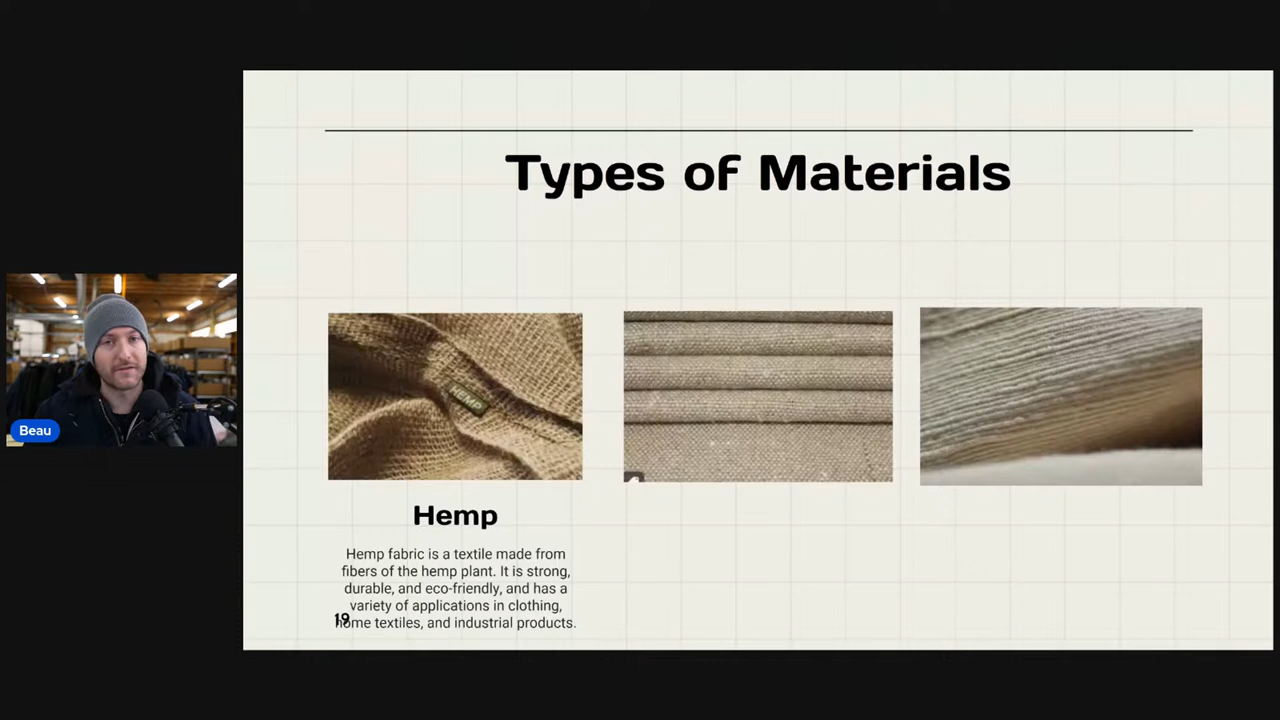 Types of Materials
Beau
HEMP
Hemp
Hemp fabric is a textile made from
fibers of the hemp plant. It is strong,
durable, and eco-friendly, and has a
variety of applications in clothing,
home textiles, and industrial products.
19